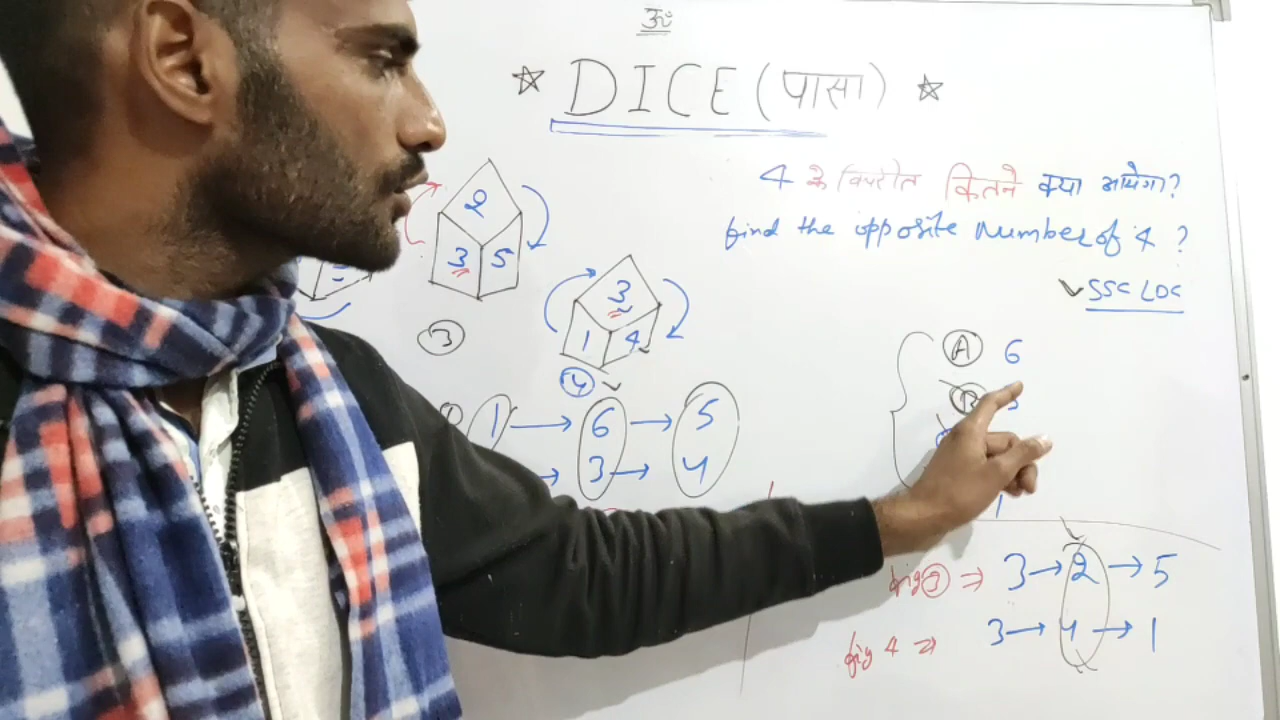 ॐ
DICE (पासा)
4 के विपरीत कितने क्या आयेगा?
find the opposite number of 4 ?
SSC LDC
2
3 5
3
1 4
3
4
A 6
B
1 → 6 → 5
→ 3 → 4
1
fig 3 ⇒ 3 → 2 → 5
fig 4 ⇒ 3 → 4 → 1